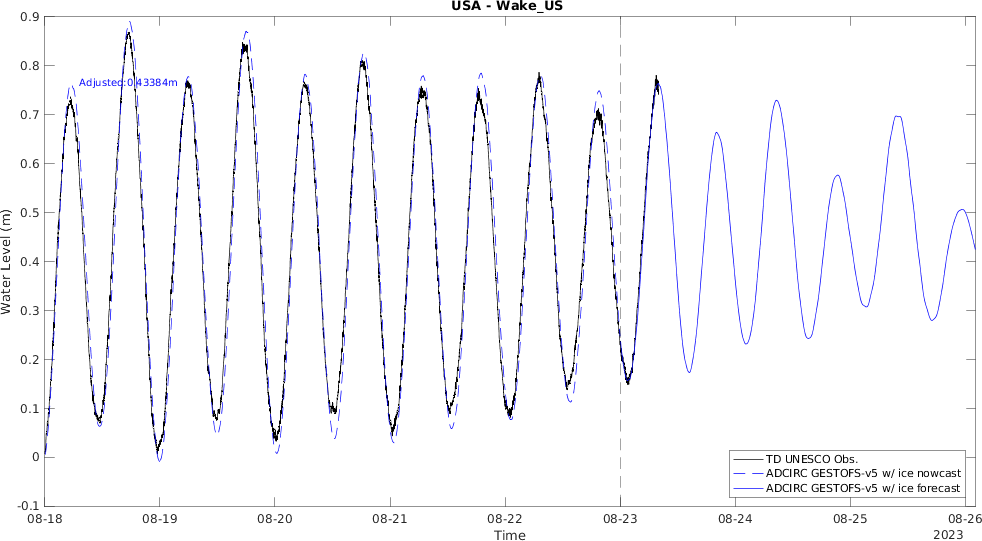 USA - Wake_US
Adjusted:0.43384m
0.9
0.8
0.7
0.6
0.5
0.4
0.3
0.2
0.1
0
-0.1
Water Level (m)
TD UNESCO Obs.
ADCIRC GESTOFS-v5 w/ ice nowcast
ADCIRC GESTOFS-v5 w/ ice forecast
08-18 08-19 08-20 08-21 08-22 08-23 08-24 08-25 08-26
Time
2023